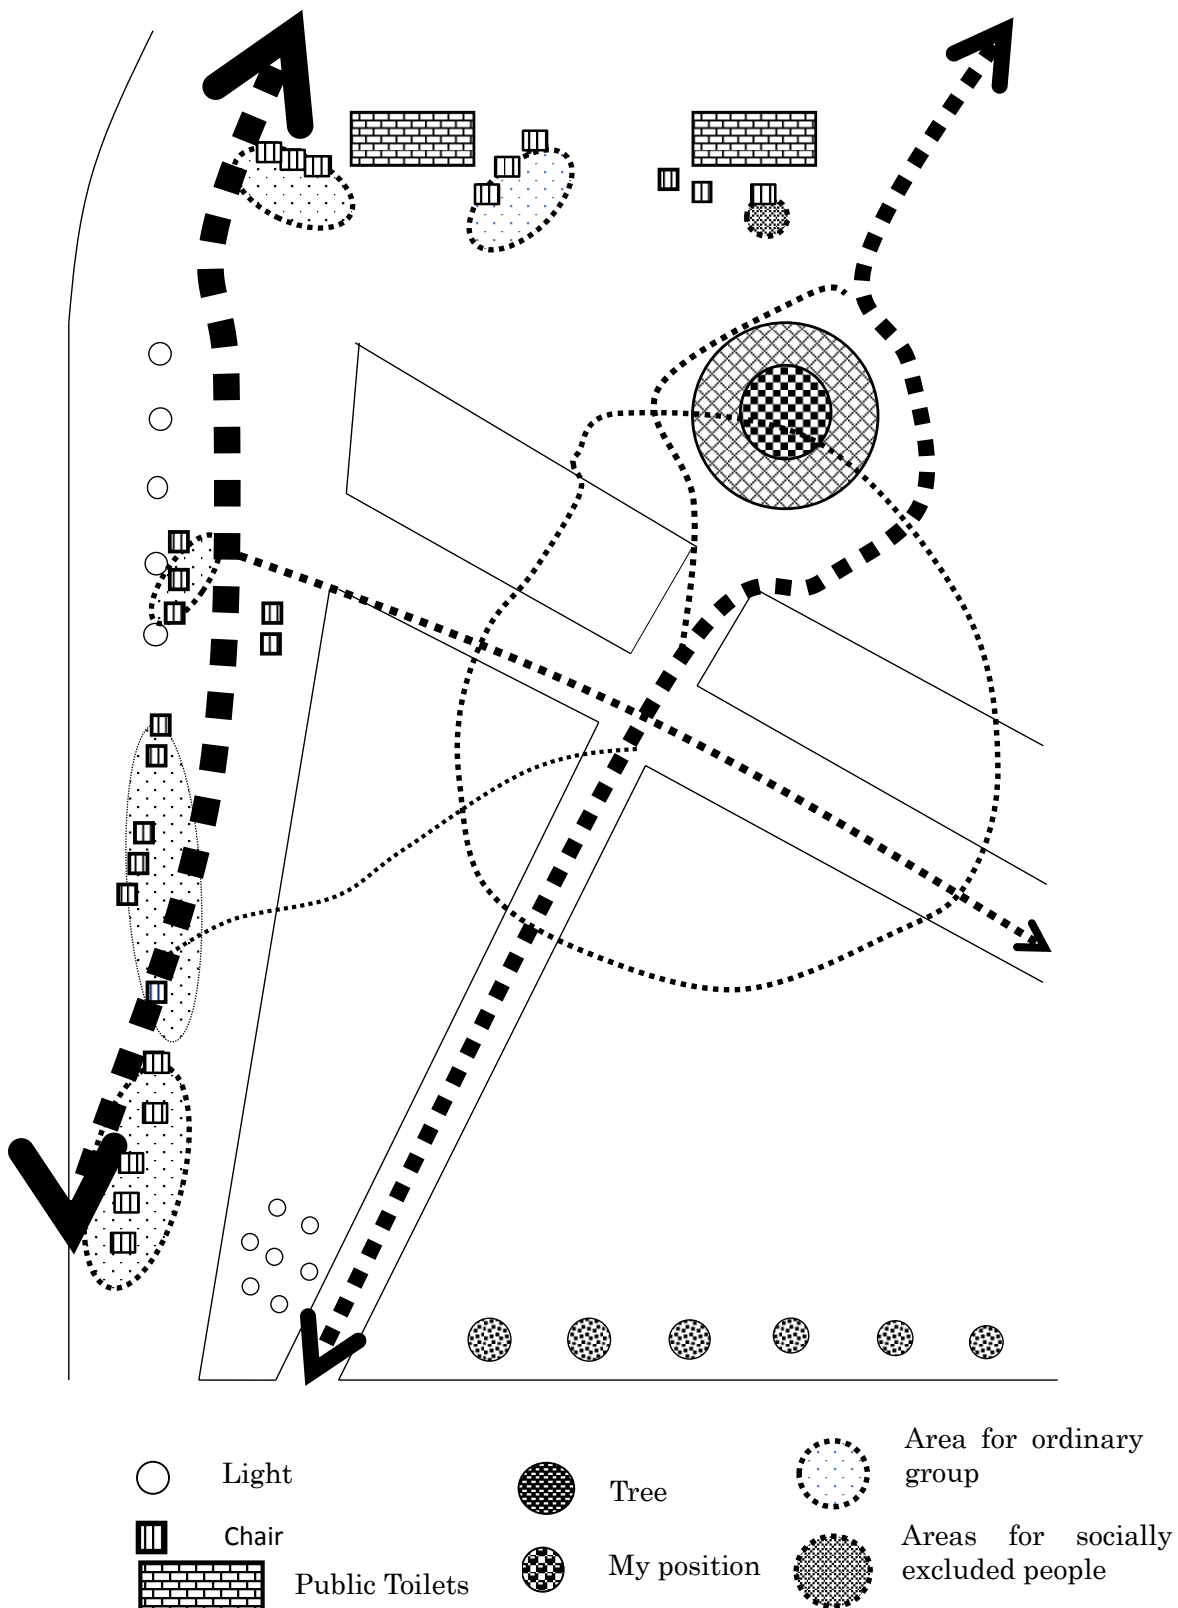 Light
Chair
Public Toilets
Tree
My position
Area for ordinary
group
Areas for socially
excluded people